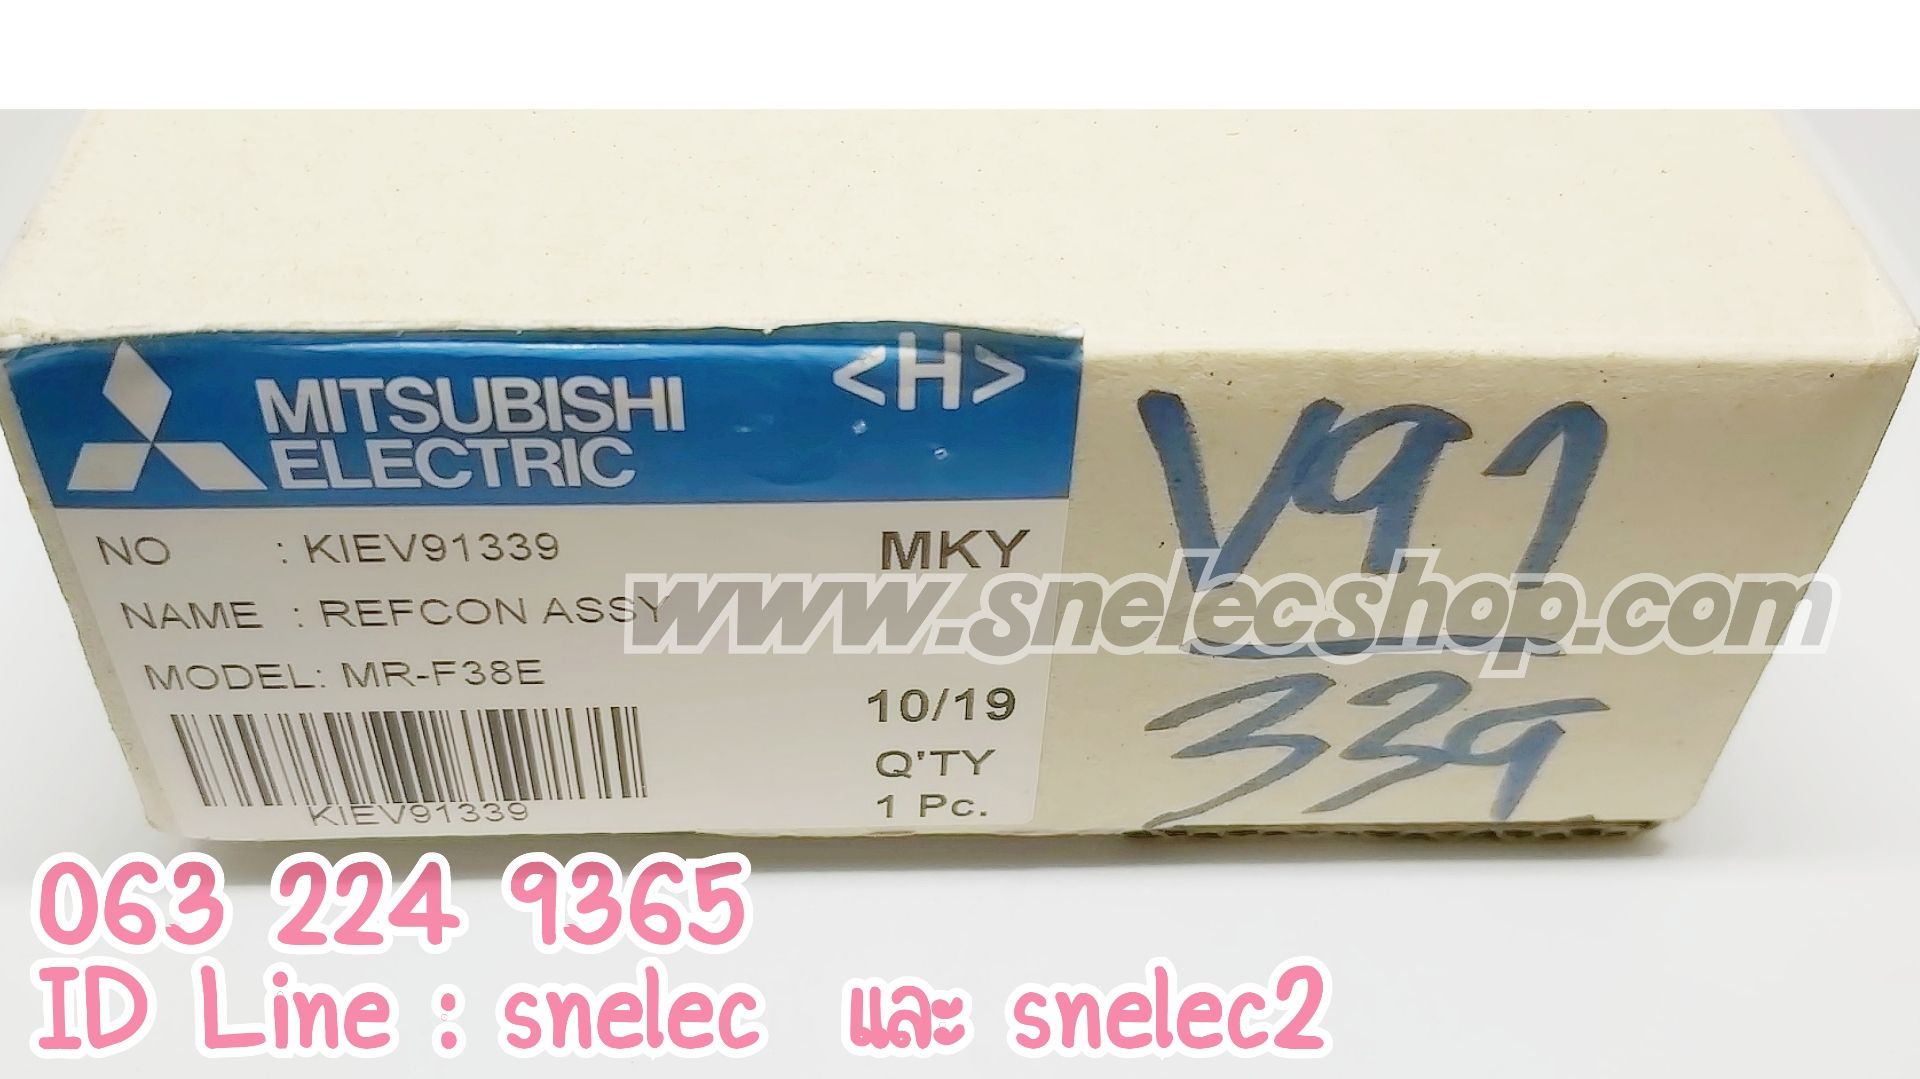 <H>
MITSUBISHI
ELECTRIC
NO : KIEV91339
MKY
NAME : REFCON ASSY
MODEL: MR-F38E
10/19
Q'TY
1 Pc.
KIEV91339
V91
339
www.snelecshop.com
063 224 9365
ID Line : snelec และ snelec2